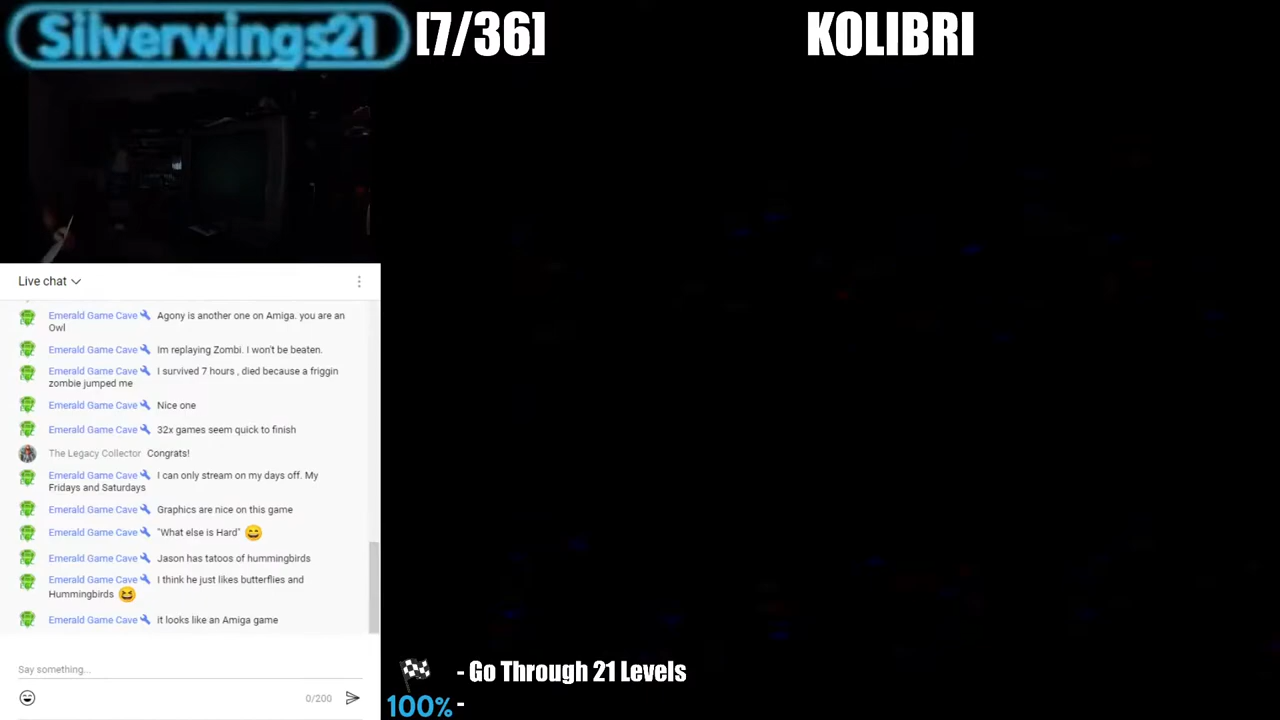 Silverwings21
[7/36]
KOLIBRI
Live chat
Emerald Game Cave Agony is another one on Amiga. you are an
Owl
Emerald Game Cave Im replaying Zombi. I won't be beaten.
Emerald Game Cave I survived 7 hours , died because a friggin
zombie jumped me
Emerald Game Cave Nice one
Emerald Game Cave 32x games seem quick to finish
The Legacy Collector Congrats!
Emerald Game Cave I can only stream on my days off. My
Fridays and Saturdays
Emerald Game Cave Graphics are nice on this game
Emerald Game Cave "What else is Hard" 😄
Emerald Game Cave Jason has tatoos of hummingbirds
Emerald Game Cave I think he just likes butterflies and
Hummingbirds 😆
Emerald Game Cave it looks like an Amiga game
Say something...
0/200
- Go Through 21 Levels
100% -